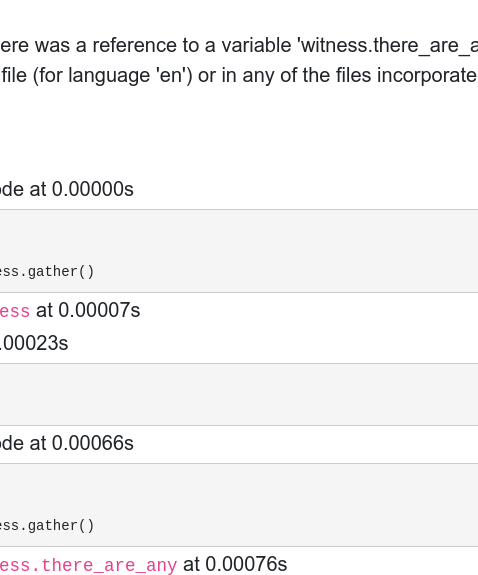 ere was a reference to a variable 'witness.there_are_a
file (for language 'en') or in any of the files incorporate
ode at 0.00000s
ess.gather()
ess at 0.00007s
.00023s
ode at 0.00066s
ess.gather()
ess.there_are_any at 0.00076s